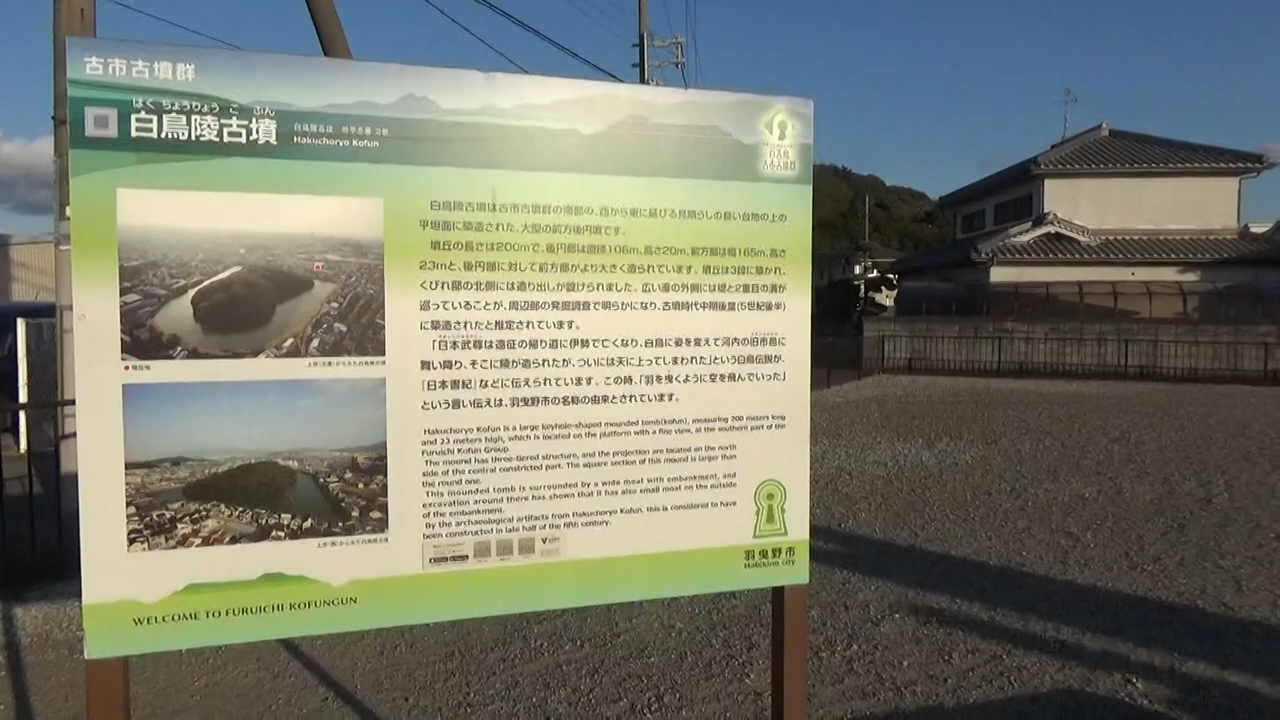 古市古墳群
はくちょうりょう こ ふん
白鳥陵古墳
Hakuchoryo Kofun
白鳥陵古墳は古市古墳群の南部の、西から東に延びる見晴らしの良い台地の上の
平坦面に築造された、大型の前方後円墳です。
墳丘の長さは200mで、後円部は直径106m、高さ20m、前方部は幅165m、高さ
23mと、後円部に対して前方部がより大きく造られています。墳丘は3段に築かれ、
くびれ部の北側には造り出しが設けられました。広い濠の外側には堤と2重目の溝が
巡っていることが、周辺部の発掘調査で明らかになり、古墳時代中期後葉(5世紀後半)
に築造されたと推定されています。
「日本武尊は遠征の帰り道に伊勢で亡くなり、白鳥に姿を変えて河内の旧市邑に
舞い降り、そこに陵が造られたが、ついには天に上ってしまわれた」という白鳥伝説が、
『日本書紀』などに伝えられています。この時、「羽を曳くように空を飛んでいった」
という言い伝えは、羽曳野市の名称の由来とされています。
Hakuchoryo Kofun is a large keyhole-shaped mounded tomb(kofun), measuring 200 meters long
and 23 meters high, which is located on the platform with a fine view, at the southern part of the
Furuichi Kofun Group.
The mound has three-tiered structure, and the projection are located on the north
side of the central constricted part. The square section of this mound is larger than
the round one.
This mounded tomb is surrounded by a wide moat with embankment, and
excavation around there has shown that it has also small moat on the outside
of the embankment.
By the archaeological artifacts from Hakuchoryo Kofun, this is considered to have
been constructed in late half of the fifth century.
現在地
羽曳野市
Habikino city
WELCOME TO FURUICHI-KOFUNGUN